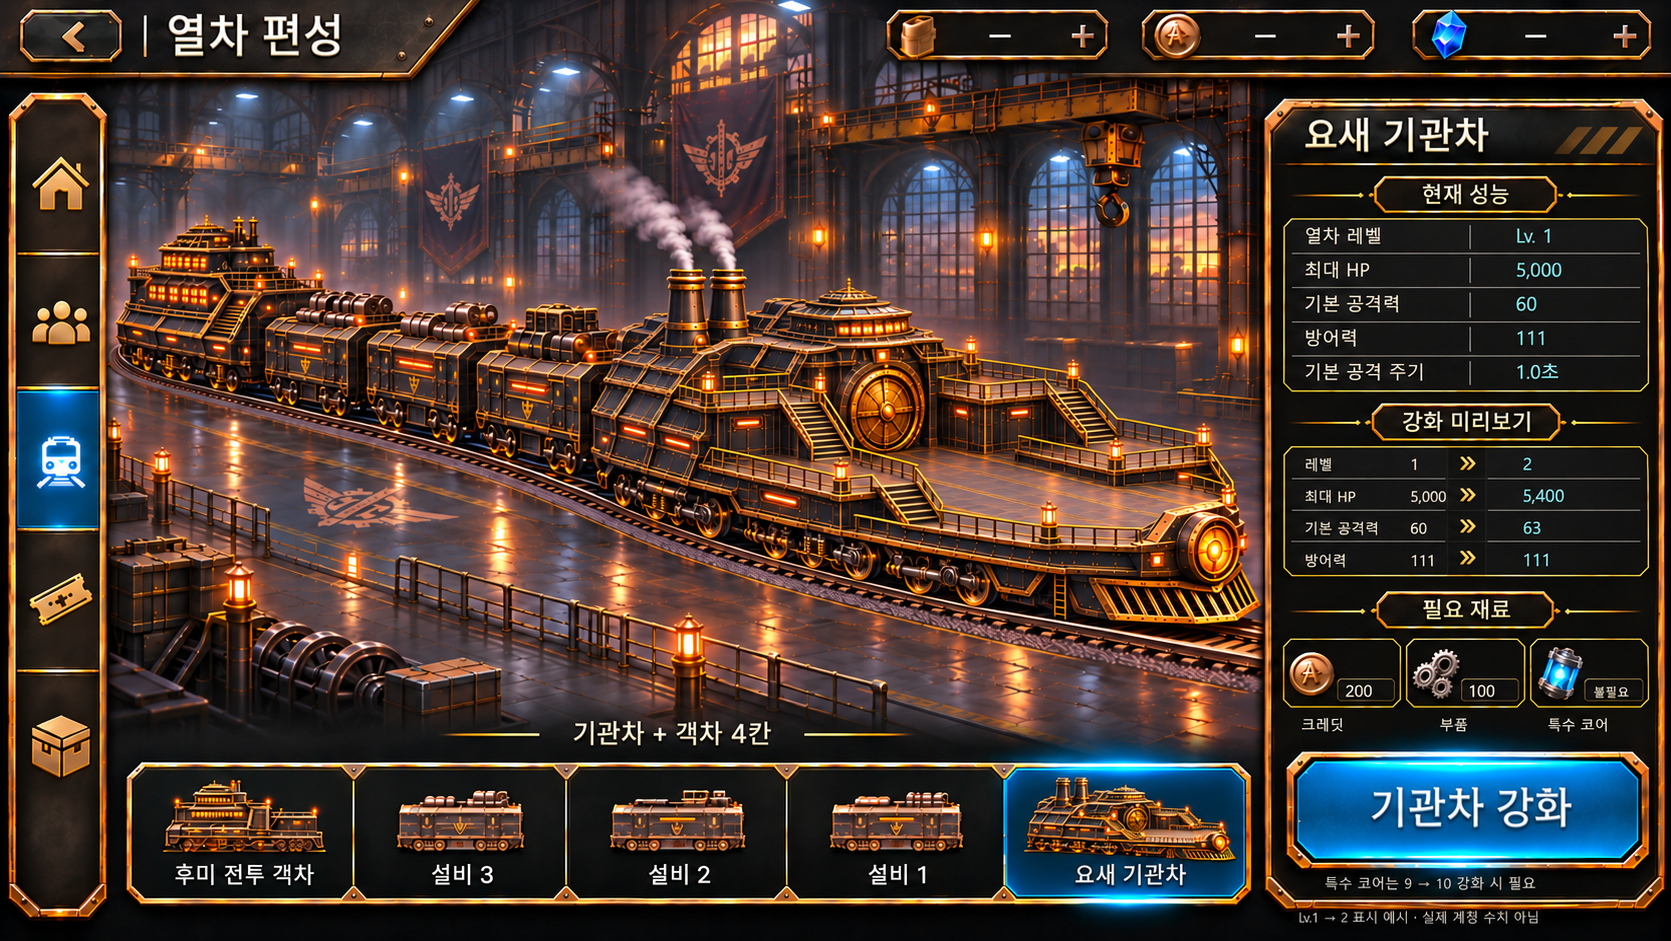 열차 편성
요새 기관차
현재 성능
열차 레벨 Lv. 1
최대 HP 5,000
기본 공격력 60
방어력 111
기본 공격 주기 1.0초
강화 미리보기
레벨 1 » 2
최대 HP 5,000 » 5,400
기본 공격력 60 » 63
방어력 111 » 111
필요 재료
200 100 불필요
크레딧 부품 특수 코어
기관차 강화
특수 코어는 9 → 10 강화 시 필요
Lv.1 → 2 표시 예시 · 실제 계정 수치 아님
기관차 + 객차 4칸
후미 전투 객차 설비 3 설비 2 설비 1 요새 기관차